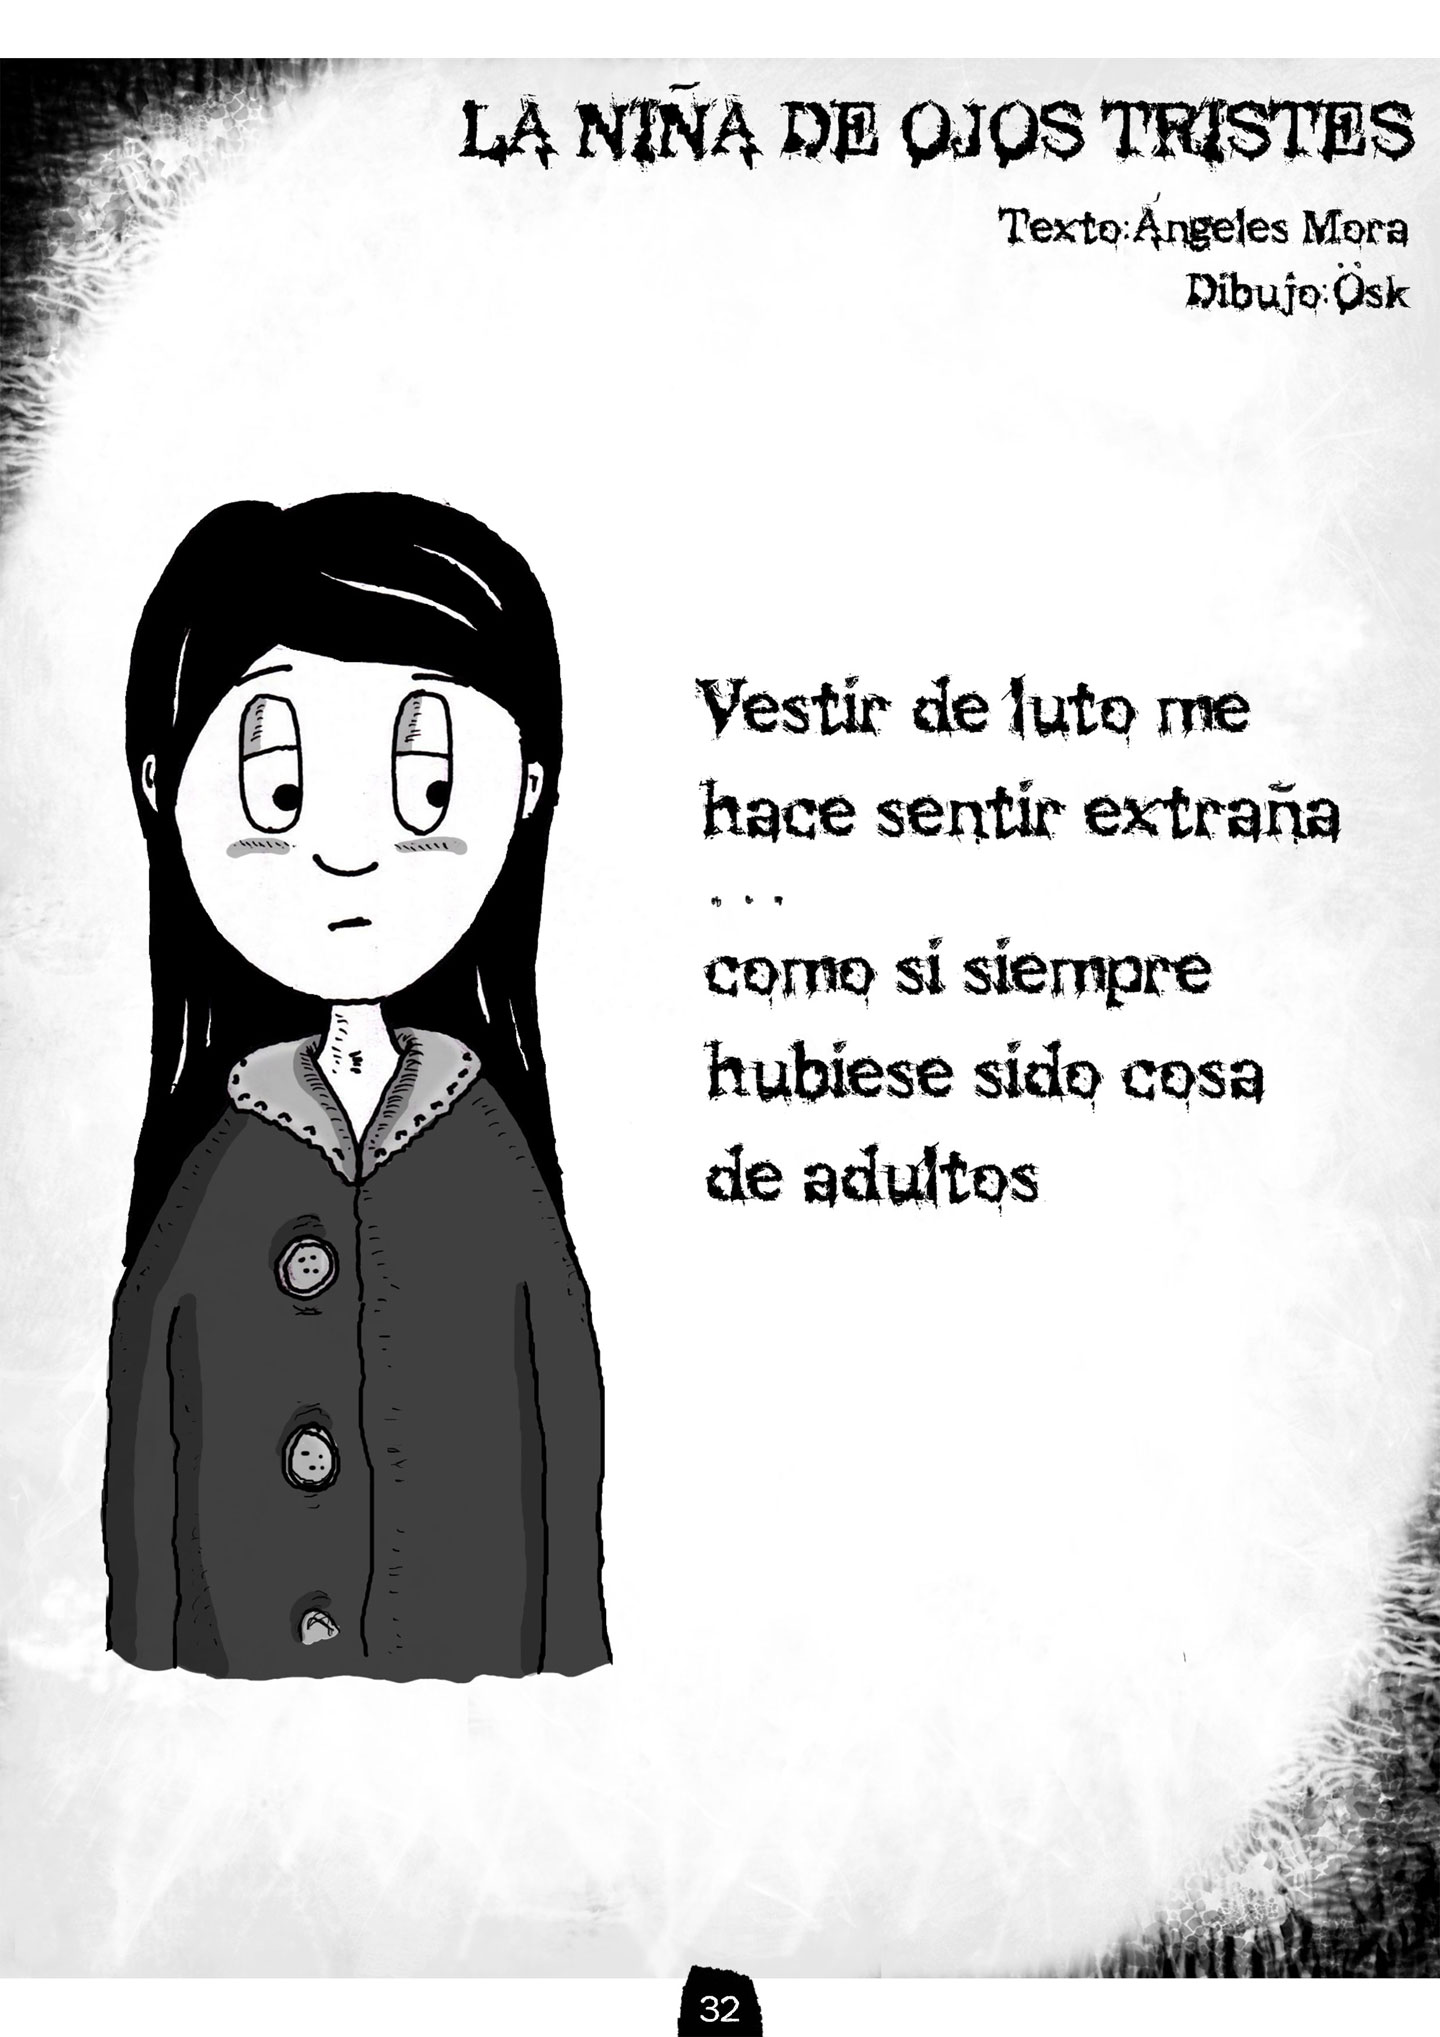 LA NIÑA DE OJOS TRISTES
Texto:Ángeles Mora
Dibujo:Ösk
Vestir de luto me
hace sentir extraña
...
como si siempre
hubiese sido cosa
de adultos
32